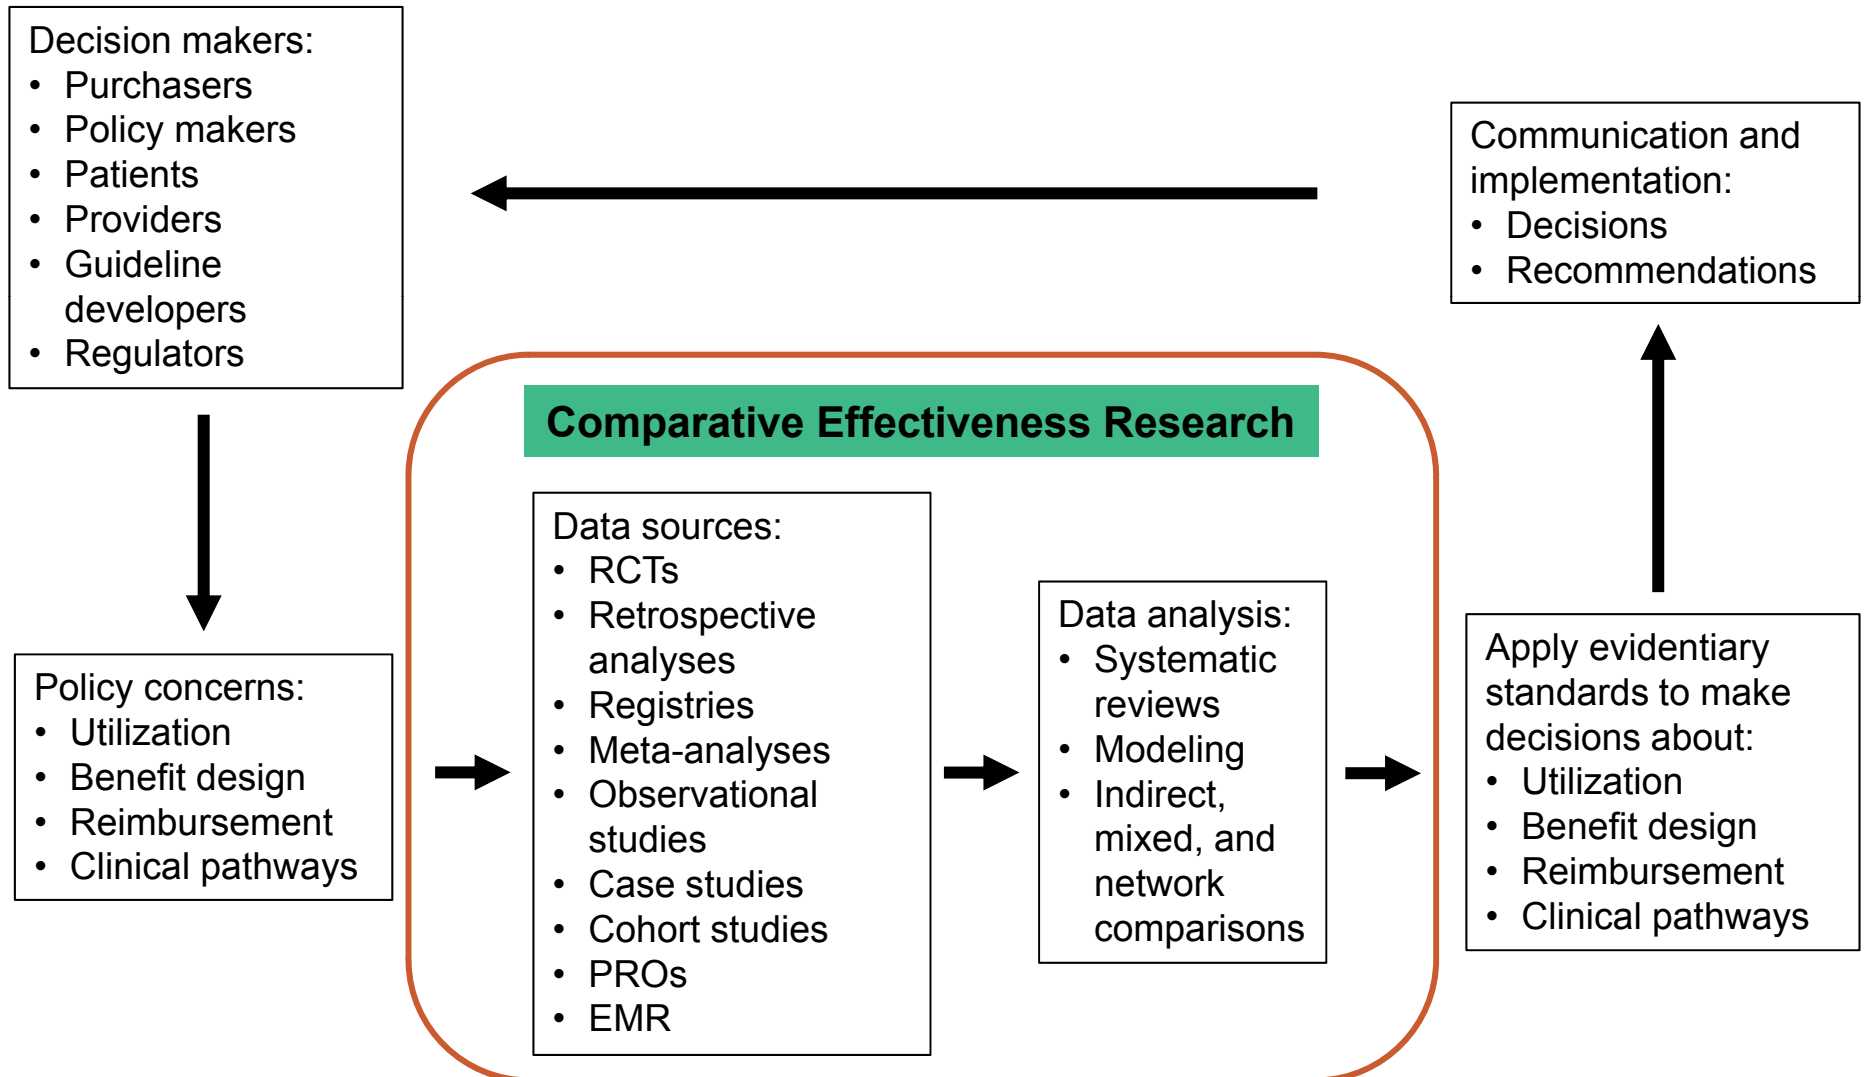 Decision makers:
• Purchasers
• Policy makers
• Patients
• Providers
• Guideline
developers
• Regulators
Policy concerns:
• Utilization
• Benefit design
• Reimbursement
• Clinical pathways
Comparative Effectiveness Research
Data sources:
• RCTs
• Retrospective
analyses
• Registries
• Meta-analyses
• Observational
studies
• Case studies
• Cohort studies
• PROs
• EMR
Data analysis:
• Systematic
reviews
• Modeling
• Indirect,
mixed, and
network
comparisons
Apply evidentiary
standards to make
decisions about:
• Utilization
• Benefit design
• Reimbursement
• Clinical pathways
Communication and
implementation:
• Decisions
• Recommendations